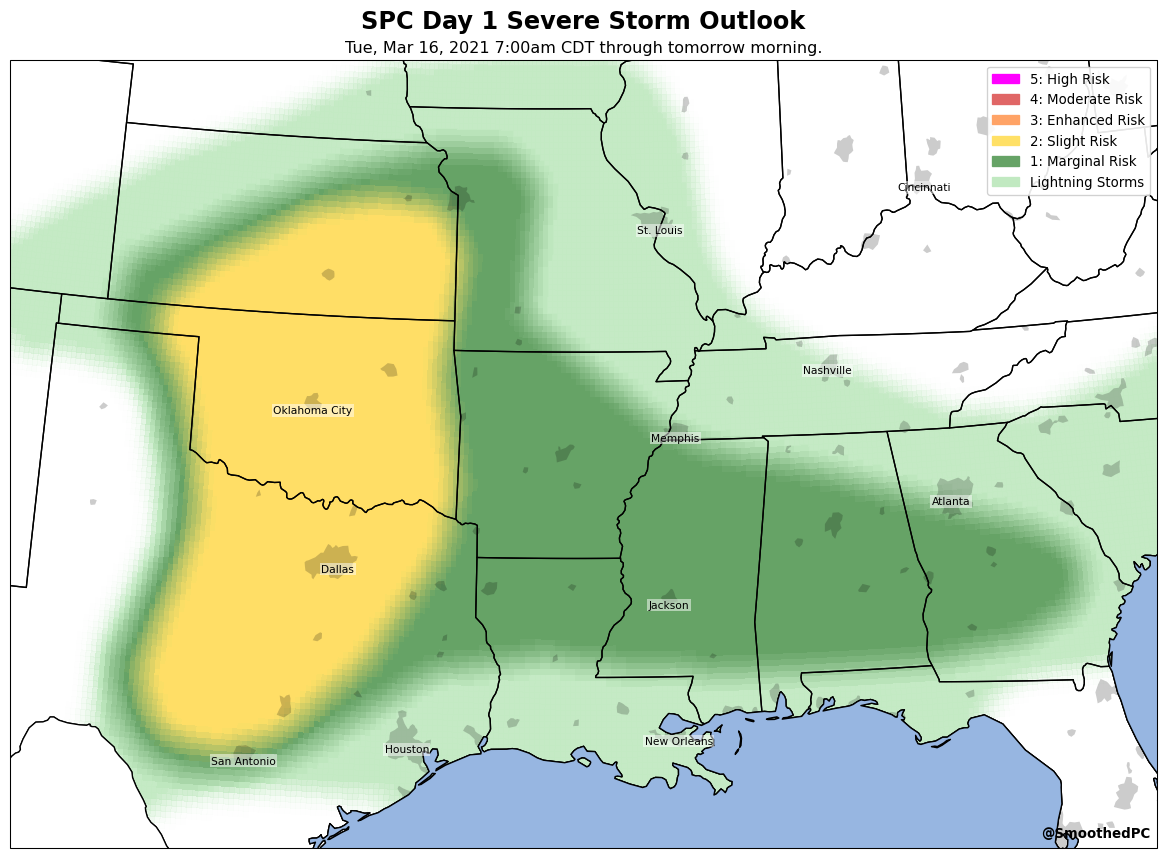 SPC Day 1 Severe Storm Outlook
Tue, Mar 16, 2021 7:00am CDT through tomorrow morning.
5: High Risk
4: Moderate Risk
3: Enhanced Risk
2: Slight Risk
1: Marginal Risk
Lightning Storms
Cincinnati
St. Louis
Nashville
Oklahoma City
Memphis
Atlanta
Dallas
Jackson
New Orleans
Houston
San Antonio
@SmoothedPC